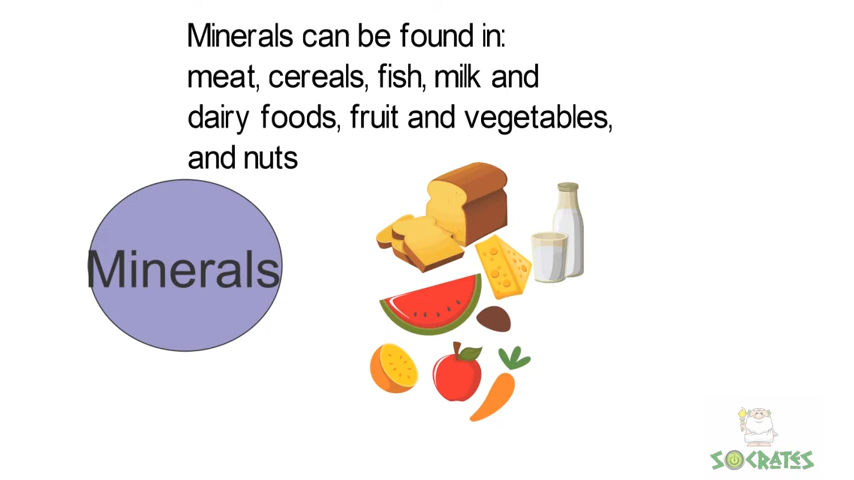 Minerals can be found in:
meat, cereals, fish, milk and
dairy foods, fruit and vegetables,
and nuts
Minerals
SOCRATES